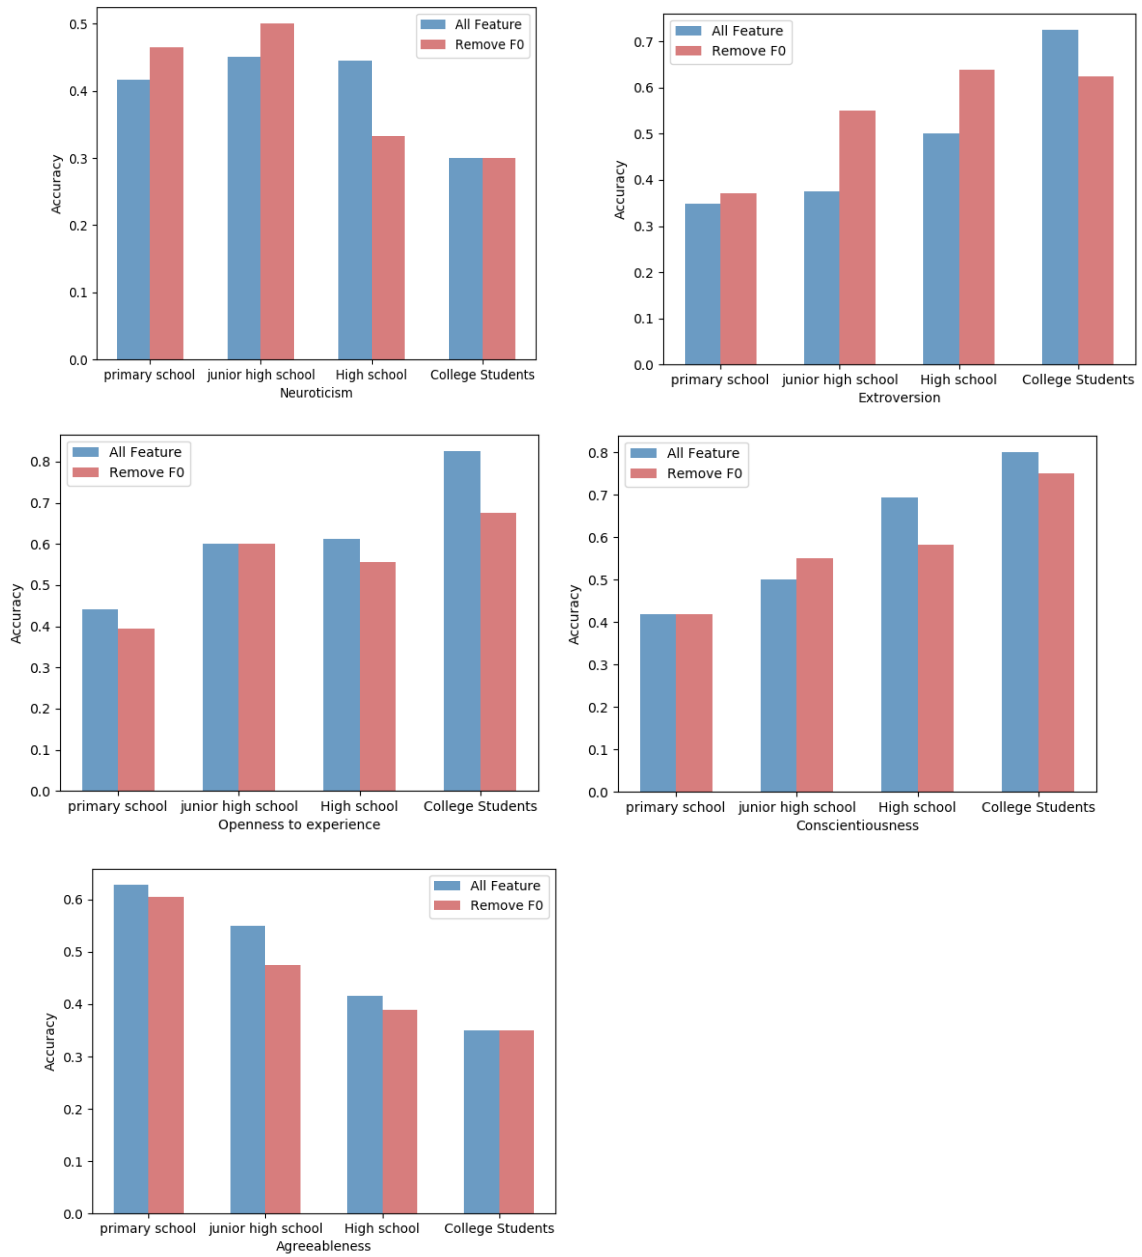 All Feature
Remove F0
Accuracy
0.5
0.4
0.3
0.2
0.1
0.0
primary school junior high school High school College Students
Neuroticism
All Feature
Remove F0
Accuracy
0.7
0.6
0.5
0.4
0.3
0.2
0.1
0.0
primary school junior high school High school College Students
Extroversion
All Feature
Remove F0
Accuracy
0.8
0.7
0.6
0.5
0.4
0.3
0.2
0.1
0.0
primary school junior high school High school College Students
Openness to experience
All Feature
Remove F0
Accuracy
0.8
0.7
0.6
0.5
0.4
0.3
0.2
0.1
0.0
primary school junior high school High school College Students
Conscientiousness
All Feature
Remove F0
Accuracy
0.6
0.5
0.4
0.3
0.2
0.1
0.0
primary school junior high school High school College Students
Agreeableness